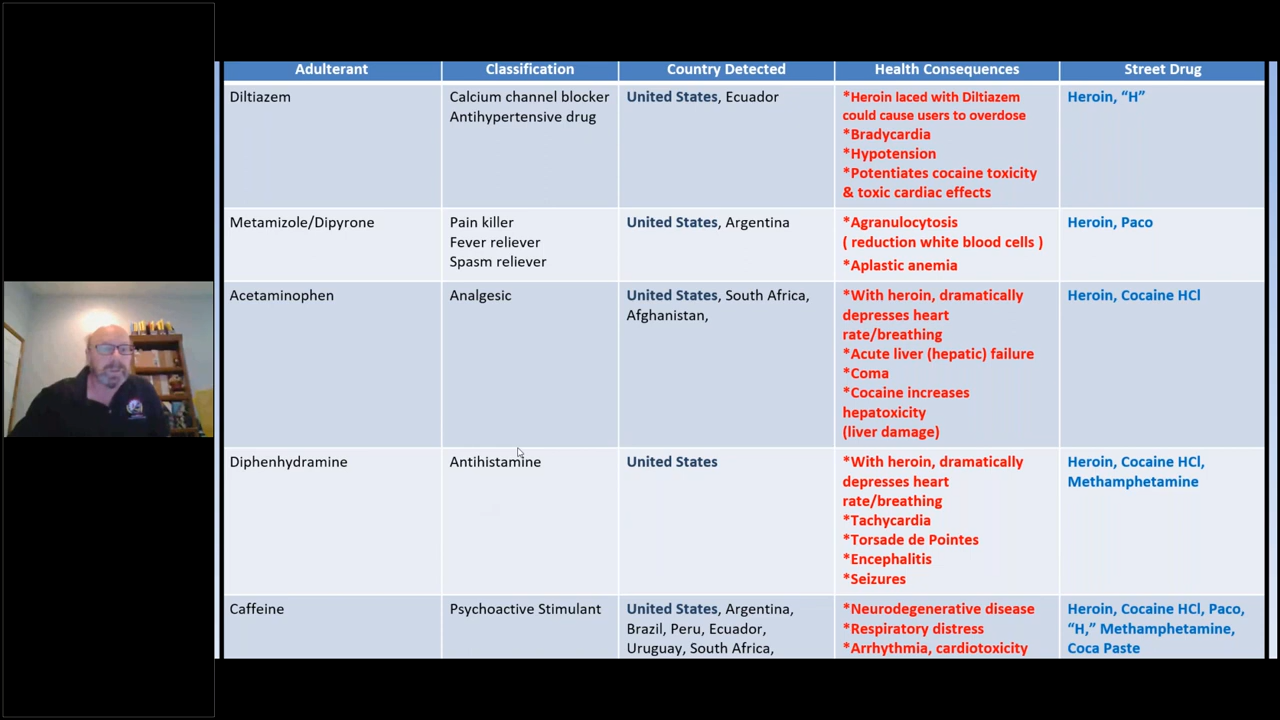 Adulterant Classification Country Detected Health Consequences Street Drug
Diltiazem
Calcium channel blocker
Antihypertensive drug
United States, Ecuador
*Heroin laced with Diltiazem
could cause users to overdose
*Bradycardia
*Hypotension
*Potentiates cocaine toxicity
& toxic cardiac effects
Heroin, “H”
Metamizole/Dipyrone
Pain killer
Fever reliever
Spasm reliever
United States, Argentina
*Agranulocytosis
( reduction white blood cells )
*Aplastic anemia
Heroin, Paco
Acetaminophen
Analgesic
United States, South Africa,
Afghanistan,
*With heroin, dramatically
depresses heart
rate/breathing
*Acute liver (hepatic) failure
*Coma
*Cocaine increases
hepatotoxicity
(liver damage)
Heroin, Cocaine HCl
Diphenhydramine
Antihistamine
United States
*With heroin, dramatically
depresses heart
rate/breathing
*Tachycardia
*Torsade de Pointes
*Encephalitis
*Seizures
Heroin, Cocaine HCl,
Methamphetamine
Caffeine
Psychoactive Stimulant
United States, Argentina,
Brazil, Peru, Ecuador,
Uruguay, South Africa,
*Neurodegenerative disease
*Respiratory distress
*Arrhythmia, cardiotoxicity
Heroin, Cocaine HCl, Paco,
“H,” Methamphetamine,
Coca Paste